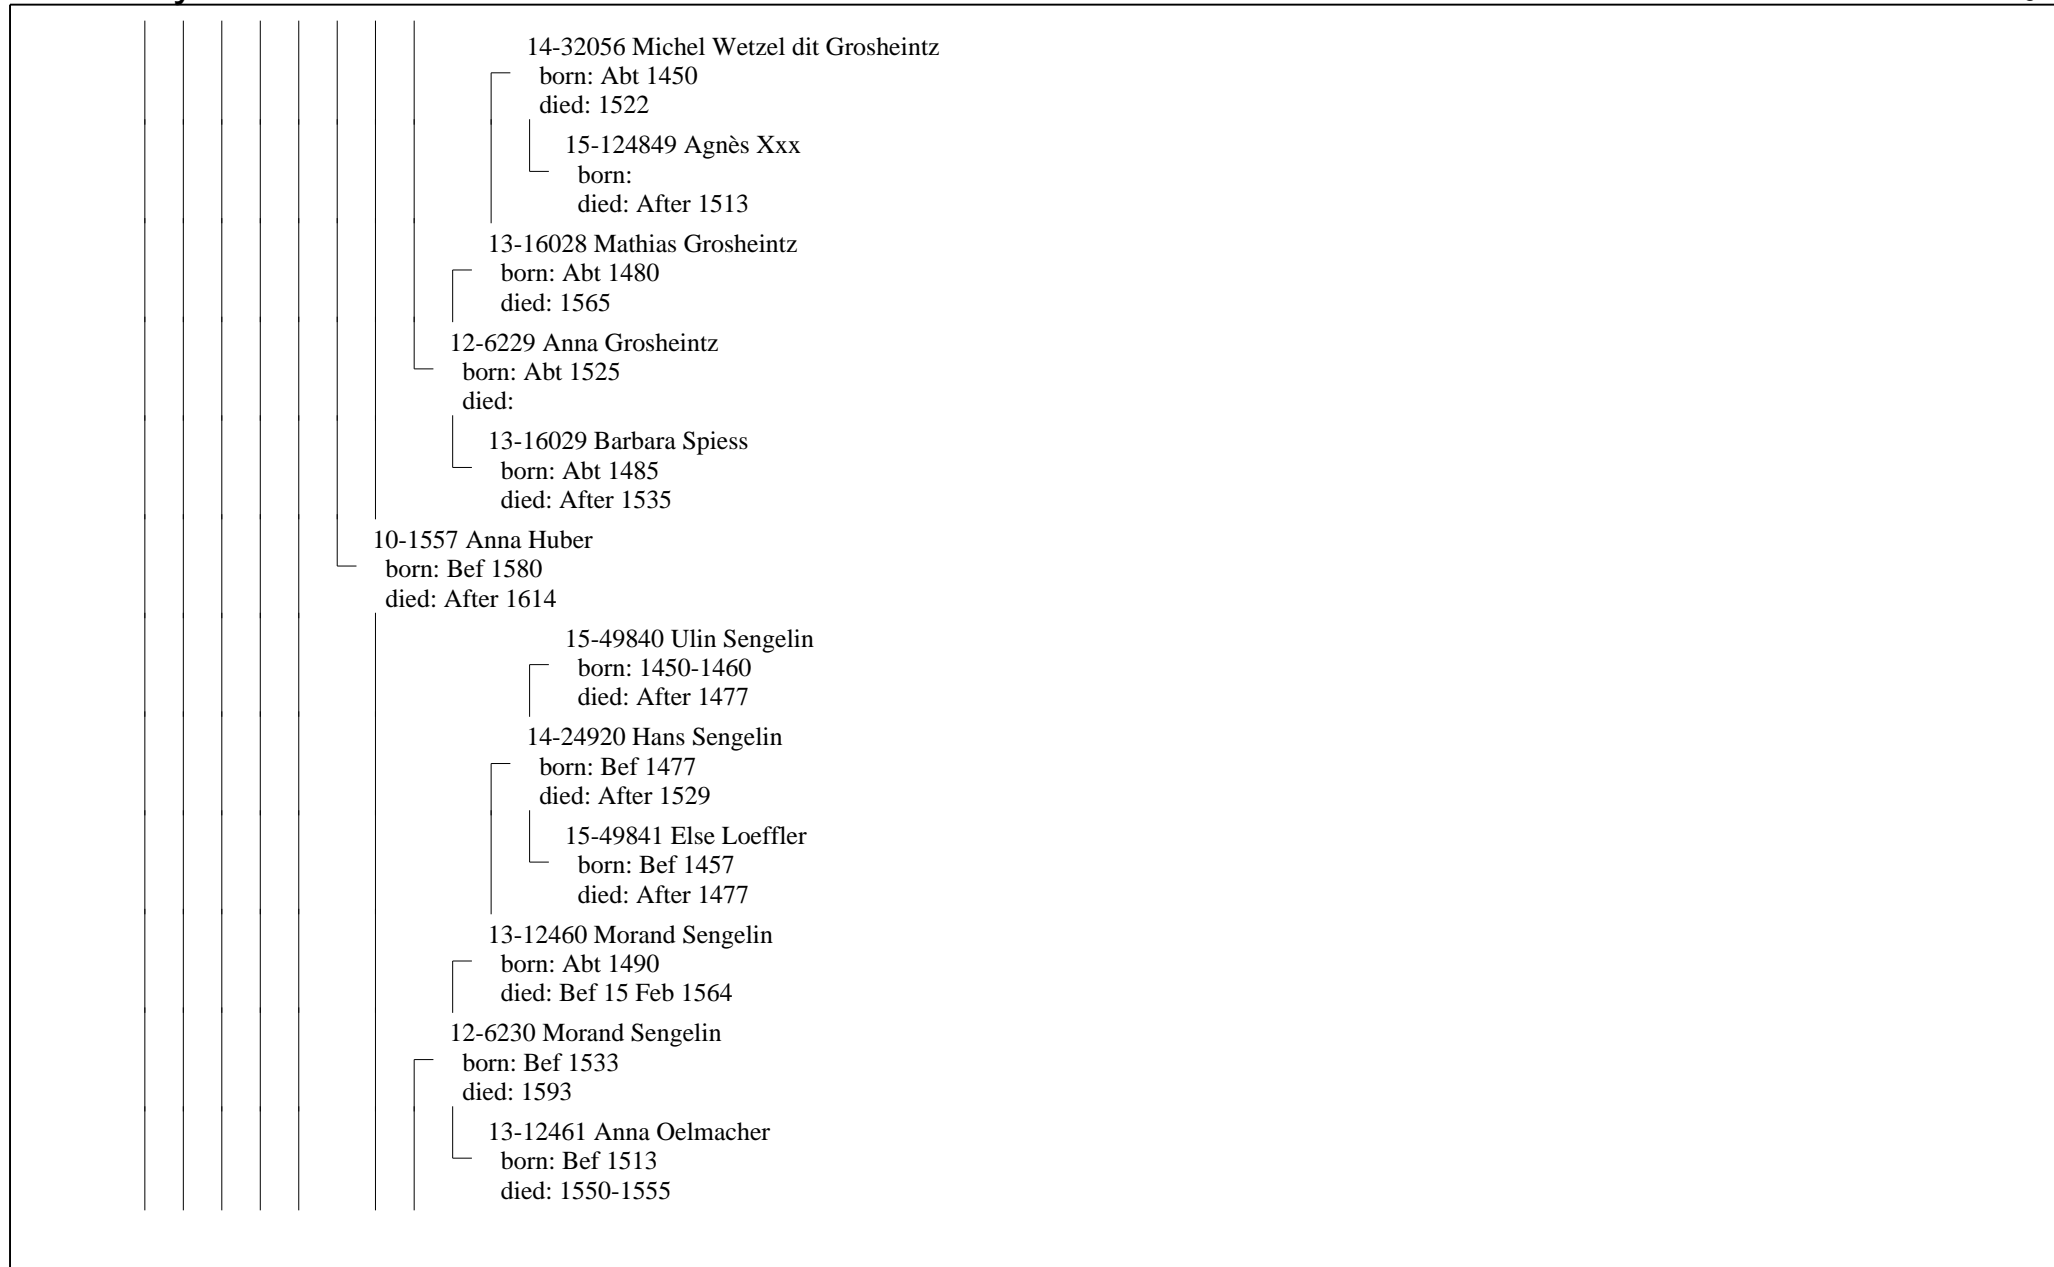 14-32056 Michel Wetzel dit Grosheintz
born: Abt 1450
died: 1522
15-124849 Agnès Xxx
born:
died: After 1513
13-16028 Mathias Grosheintz
born: Abt 1480
died: 1565
12-6229 Anna Grosheintz
born: Abt 1525
died:
13-16029 Barbara Spiess
born: Abt 1485
died: After 1535
10-1557 Anna Huber
born: Bef 1580
died: After 1614
15-49840 Ulin Sengelin
born: 1450-1460
died: After 1477
14-24920 Hans Sengelin
born: Bef 1477
died: After 1529
15-49841 Else Loeffler
born: Bef 1457
died: After 1477
13-12460 Morand Sengelin
born: Abt 1490
died: Bef 15 Feb 1564
12-6230 Morand Sengelin
born: Bef 1533
died: 1593
13-12461 Anna Oelmacher
born: Bef 1513
died: 1550-1555